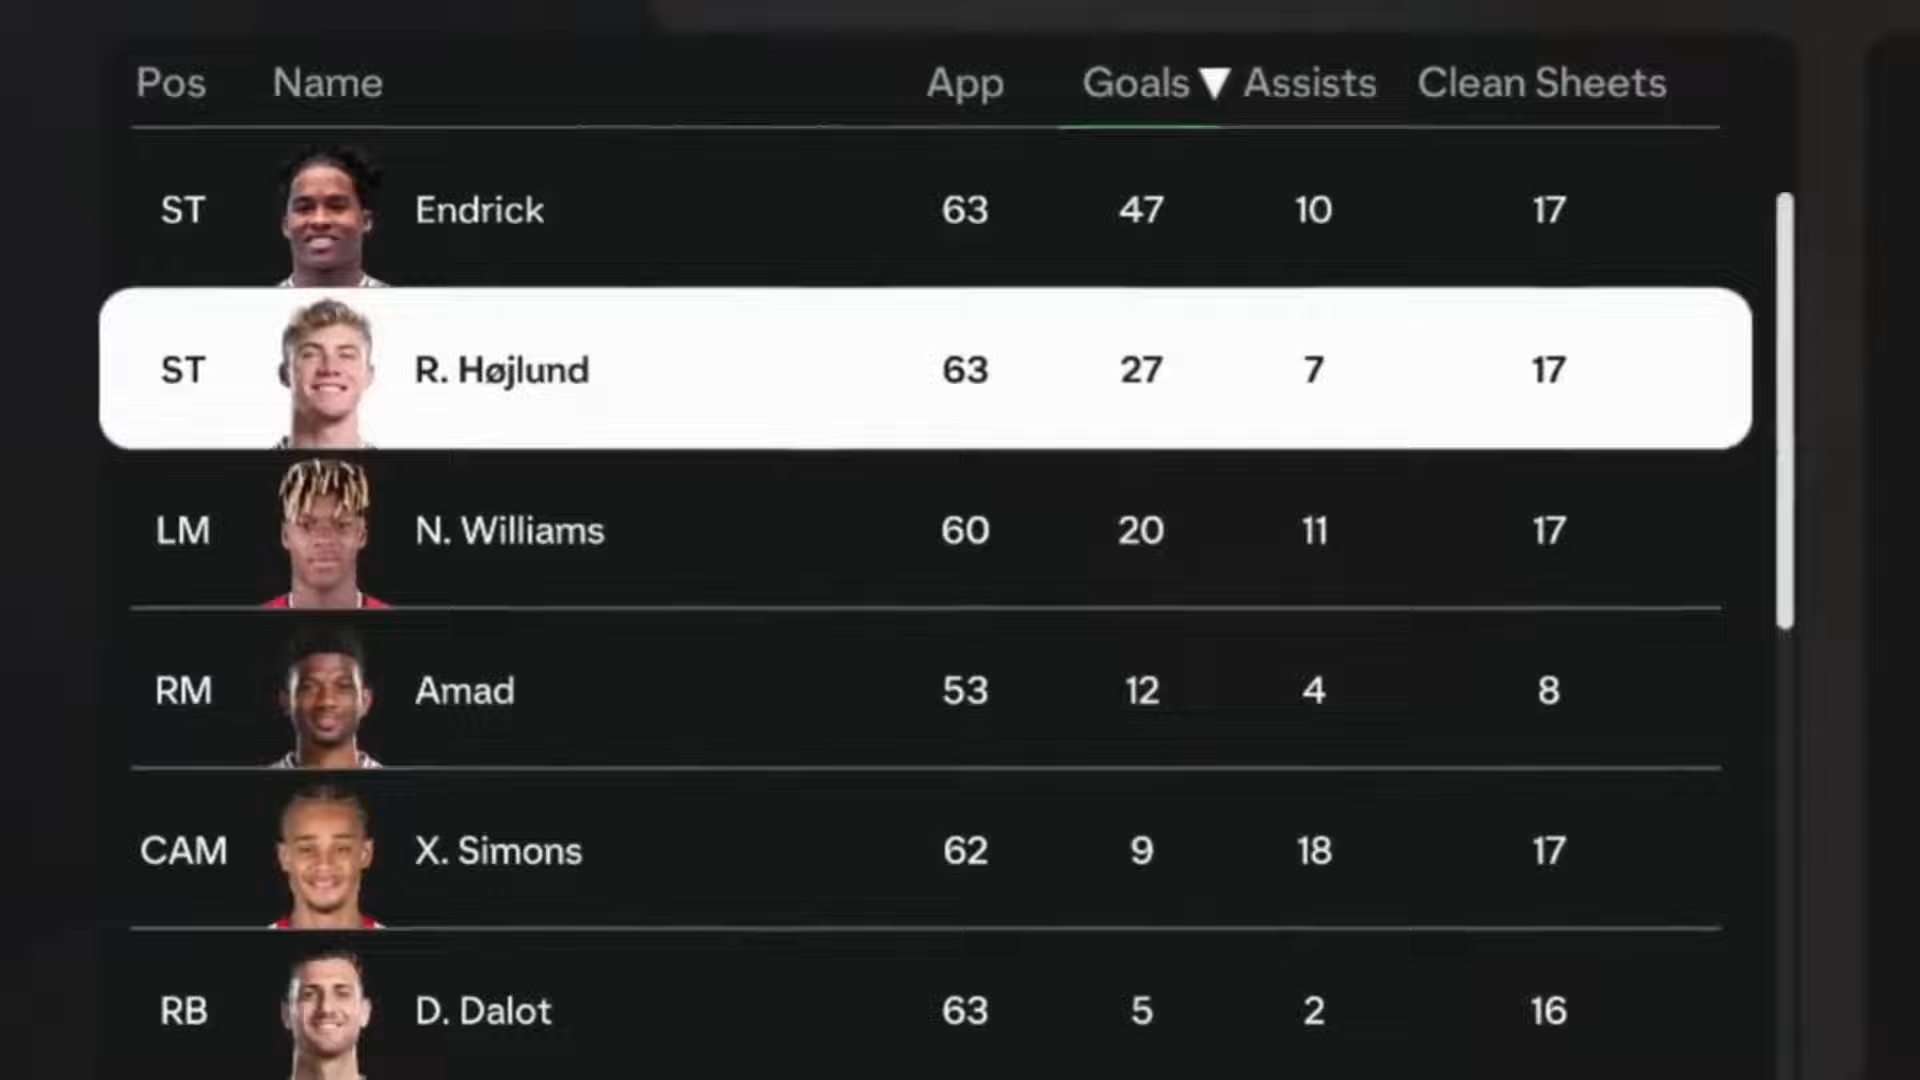 Pos Name App Goals ▼ Assists Clean Sheets
ST Endrick 63 47 10 17
ST R. Højlund 63 27 7 17
LM N. Williams 60 20 11 17
RM Amad 53 12 4 8
CAM X. Simons 62 9 18 17
RB D. Dalot 63 5 2 16